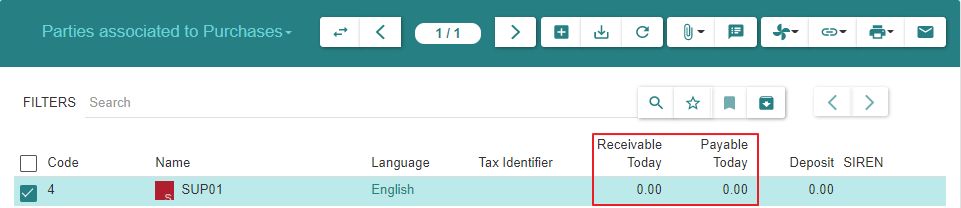 Parties associated to Purchases
1 / 1
FILTERS Search
Code Name Language Tax Identifier Receivable Today Payable Today Deposit SIREN
4 S SUP01 English 0.00 0.00 0.00